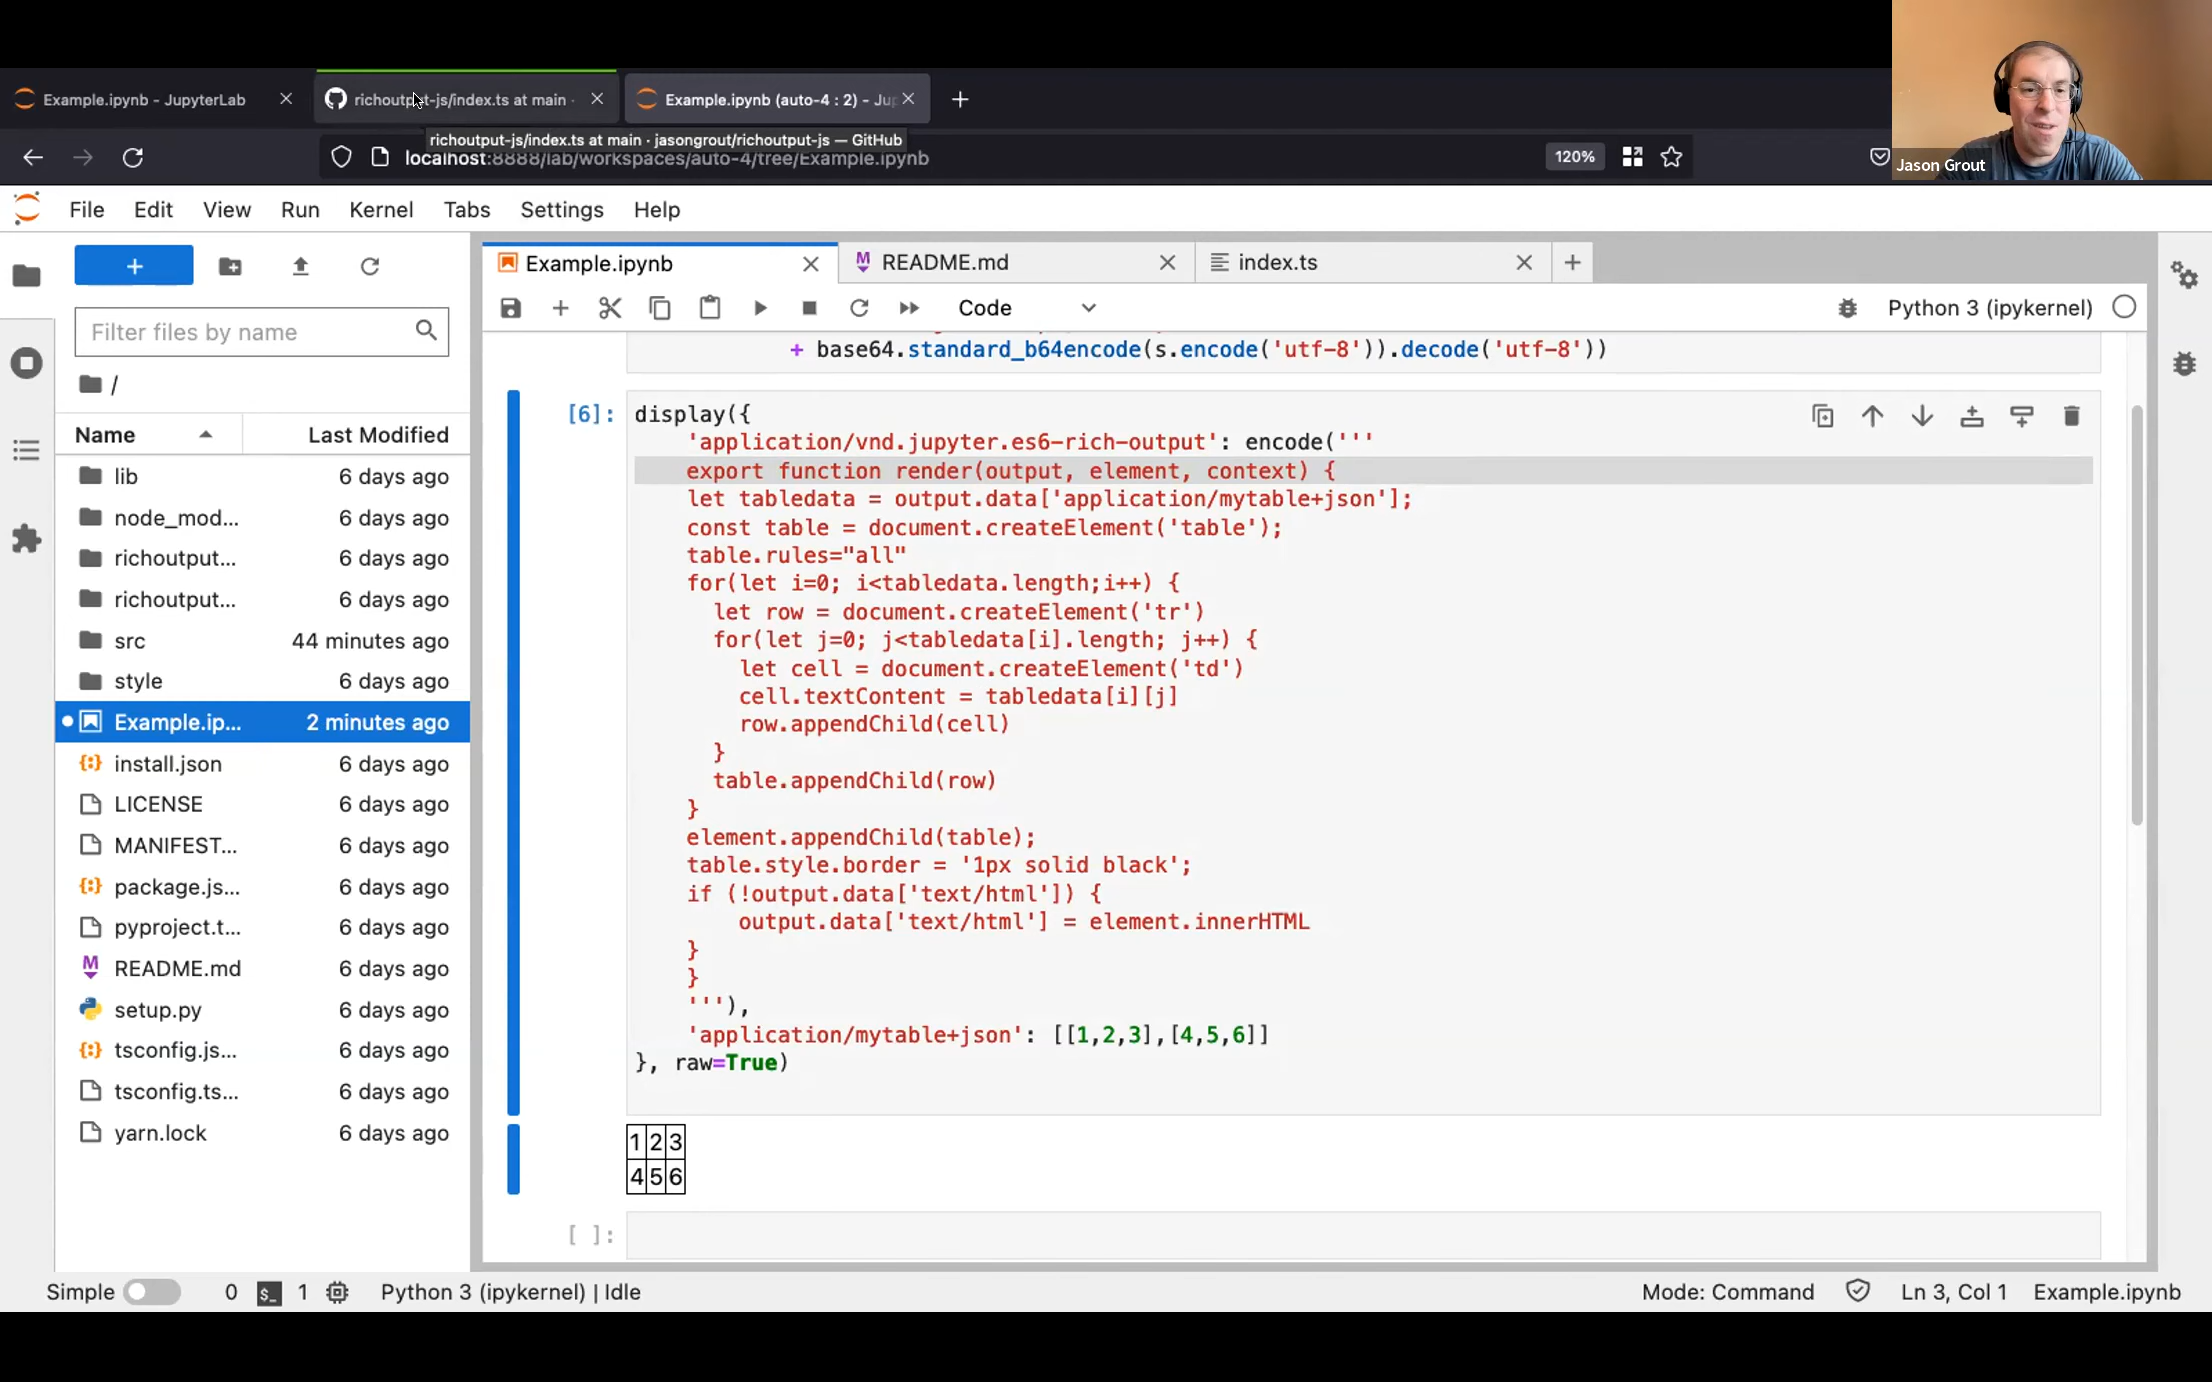 Example.ipynb - JupyterLab
richoutput-js/index.ts at main ·
Example.ipynb (auto-4 : 2) - Jup
richoutput-js/index.ts at main · jasongrout/richoutput-js — GitHub
localhost:8888/lab/workspaces/auto-4/tree/Example.ipynb
120%
Jason Grout
File Edit View Run Kernel Tabs Settings Help
+
Filter files by name
/
Name Last Modified
lib 6 days ago
node_mod... 6 days ago
richoutput... 6 days ago
richoutput... 6 days ago
src 44 minutes ago
style 6 days ago
Example.ip... 2 minutes ago
install.json 6 days ago
LICENSE 6 days ago
MANIFEST... 6 days ago
package.js... 6 days ago
pyproject.t... 6 days ago
README.md 6 days ago
setup.py 6 days ago
tsconfig.js... 6 days ago
tsconfig.ts... 6 days ago
yarn.lock 6 days ago
Example.ipynb README.md index.ts
Code
Python 3 (ipykernel)
+ base64.standard_b64encode(s.encode('utf-8')).decode('utf-8'))
[6]: display({
'application/vnd.jupyter.es6-rich-output': encode('''
export function render(output, element, context) {
let tabledata = output.data['application/mytable+json'];
const table = document.createElement('table');
table.rules="all"
for(let i=0; i<tabledata.length;i++) {
let row = document.createElement('tr')
for(let j=0; j<tabledata[i].length; j++) {
let cell = document.createElement('td')
cell.textContent = tabledata[i][j]
row.appendChild(cell)
}
table.appendChild(row)
}
element.appendChild(table);
table.style.border = '1px solid black';
if (!output.data['text/html']) {
output.data['text/html'] = element.innerHTML
}
}
'''),
'application/mytable+json': [[1,2,3],[4,5,6]]
}, raw=True)
1 2 3
4 5 6
[ ]:
Simple 0 $_ 1 Python 3 (ipykernel) | Idle
Mode: Command Ln 3, Col 1 Example.ipynb